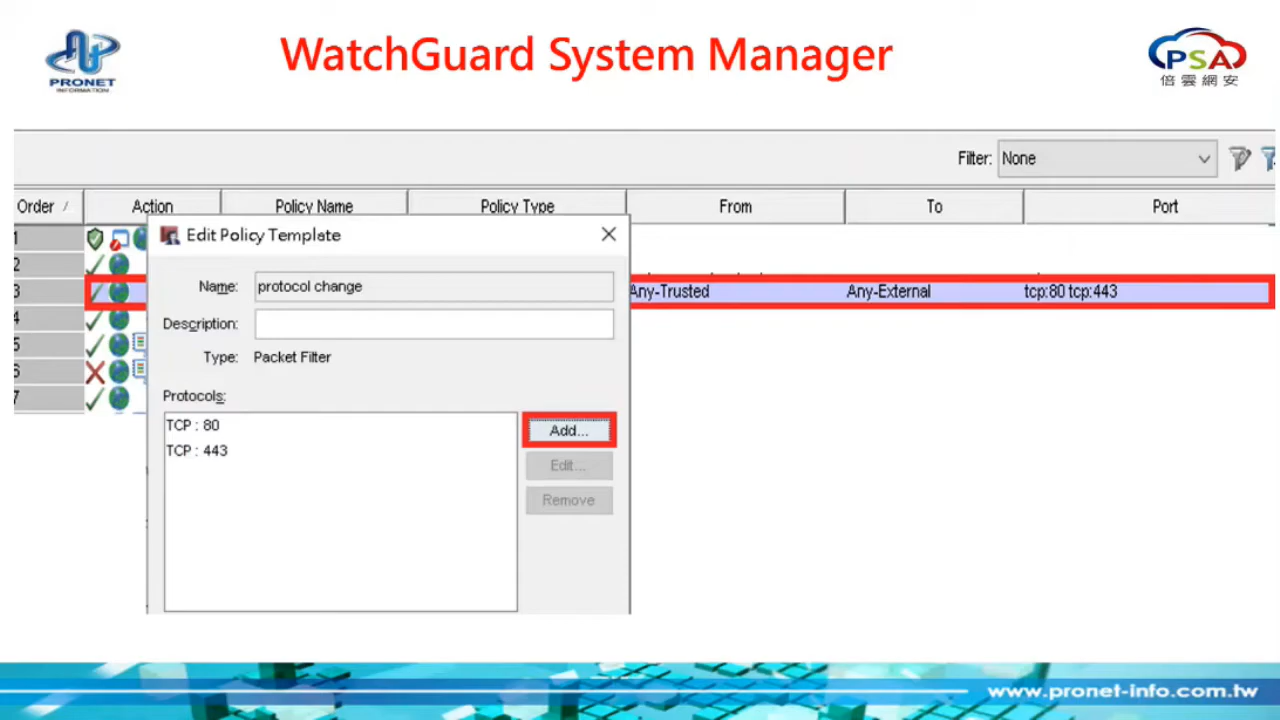 PRONET
INFORMATION
WatchGuard System Manager
PSA
倍雲網安
Filter: None
Order / Action Policy Name Policy Type From To Port
1
2
3 Any-Trusted Any-External tcp:80 tcp:443
4
5
6
7
Edit Policy Template
Name: protocol change
Description:
Type: Packet Filter
Protocols:
TCP : 80
TCP : 443
Add...
Edit...
Remove
www.pronet-info.com.tw